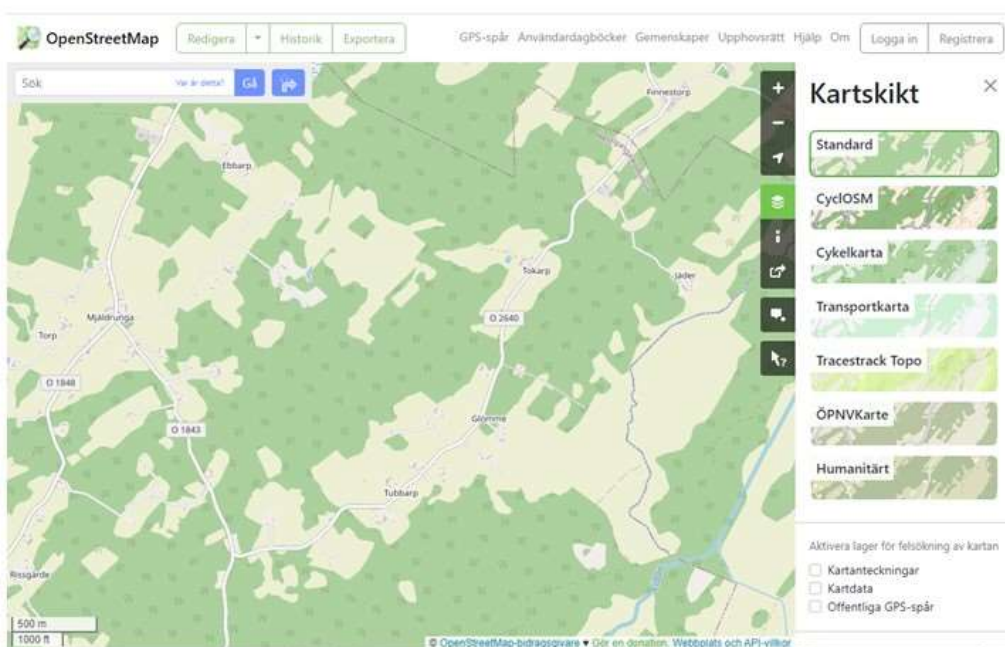 OpenStreetMap
Redigera
Historik
Exportera
GPS-spår Användardagböcker Gemenskaper Upphovsrätt Hjälp Om
Logga in
Registrera
Sök
Var är detta?
Gå
Kartskikt
Standard
CyclOSM
Cykelkarta
Transportkarta
Tracestrack Topo
ÖPNVKarte
Humanitärt
Aktivera lager för felsökning av kartan
Kartanteckningar
Kartdata
Offentliga GPS-spår
Finnestorp
Ebbarp
Tokarp
Jäder
Mjäldrunga
O 2640
Torp
O 1848
Glömme
O 1843
Tubbarp
Rissgärde
500 m
1000 ft
© OpenStreetMap-bidragsgivare ♥ Gör en donation. Webbplats och API-villkor